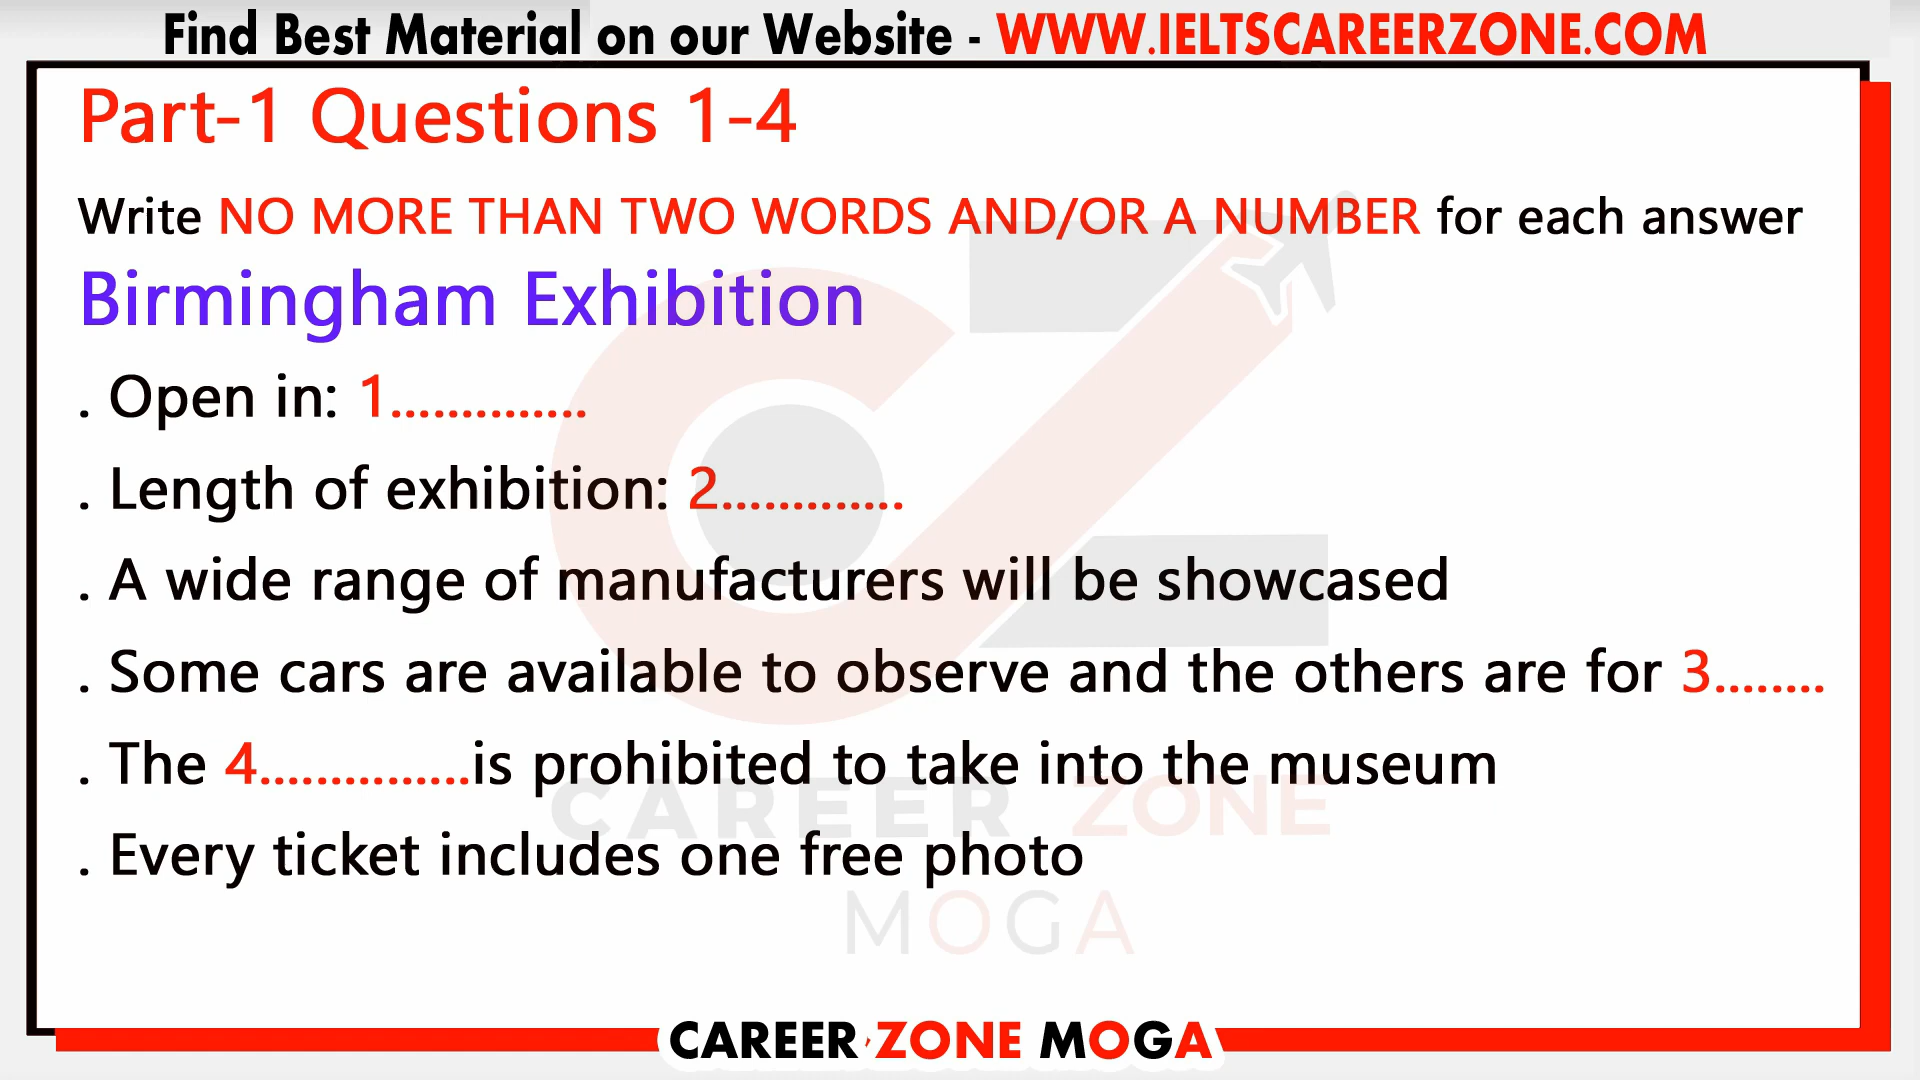 Find Best Material on our Website - WWW.IELTSCAREERZONE.COM
Part-1 Questions 1-4
Write NO MORE THAN TWO WORDS AND/OR A NUMBER for each answer
Birmingham Exhibition
. Open in: 1..............
. Length of exhibition: 2.............
. A wide range of manufacturers will be showcased
. Some cars are available to observe and the others are for 3........
. The 4...............is prohibited to take into the museum
CAREER ZONE
. Every ticket includes one free photo
MOGA
CAREER ZONE MOGA